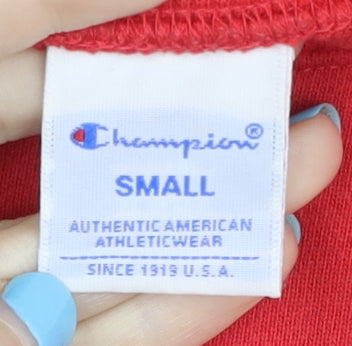 Champion®
SMALL
AUTHENTIC AMERICAN
ATHLETICWEAR
SINCE 1919 U.S.A.